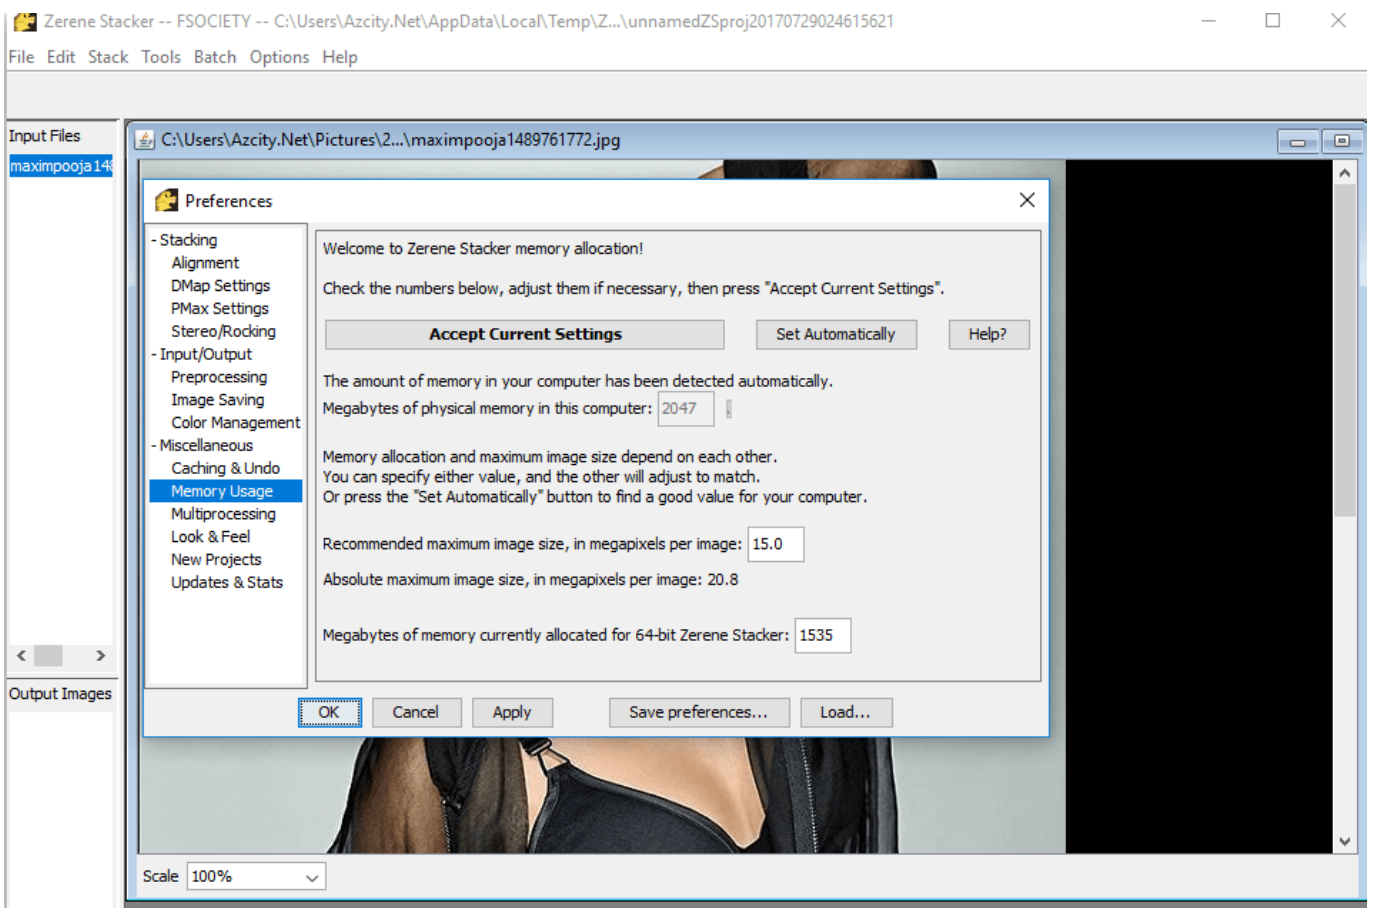 Zerene Stacker -- FSOCIETY -- C:\Users\Azcity.Net\AppData\Local\Temp\Z...\unnamedZSproj20170729024615621
File Edit Stack Tools Batch Options Help
Input Files
maximpooja148
C:\Users\Azcity.Net\Pictures\2...\maximpooja1489761772.jpg
Preferences
- Stacking
Alignment
DMap Settings
PMax Settings
Stereo/Rocking
- Input/Output
Preprocessing
Image Saving
Color Management
- Miscellaneous
Caching & Undo
Memory Usage
Multiprocessing
Look & Feel
New Projects
Updates & Stats
Welcome to Zerene Stacker memory allocation!
Check the numbers below, adjust them if necessary, then press "Accept Current Settings".
Accept Current Settings Set Automatically Help?
The amount of memory in your computer has been detected automatically.
Megabytes of physical memory in this computer: 2047 .
Memory allocation and maximum image size depend on each other.
You can specify either value, and the other will adjust to match.
Or press the "Set Automatically" button to find a good value for your computer.
Recommended maximum image size, in megapixels per image: 15.0
Absolute maximum image size, in megapixels per image: 20.8
Megabytes of memory currently allocated for 64-bit Zerene Stacker: 1535
OK Cancel Apply Save preferences... Load...
Output Images
Scale 100%